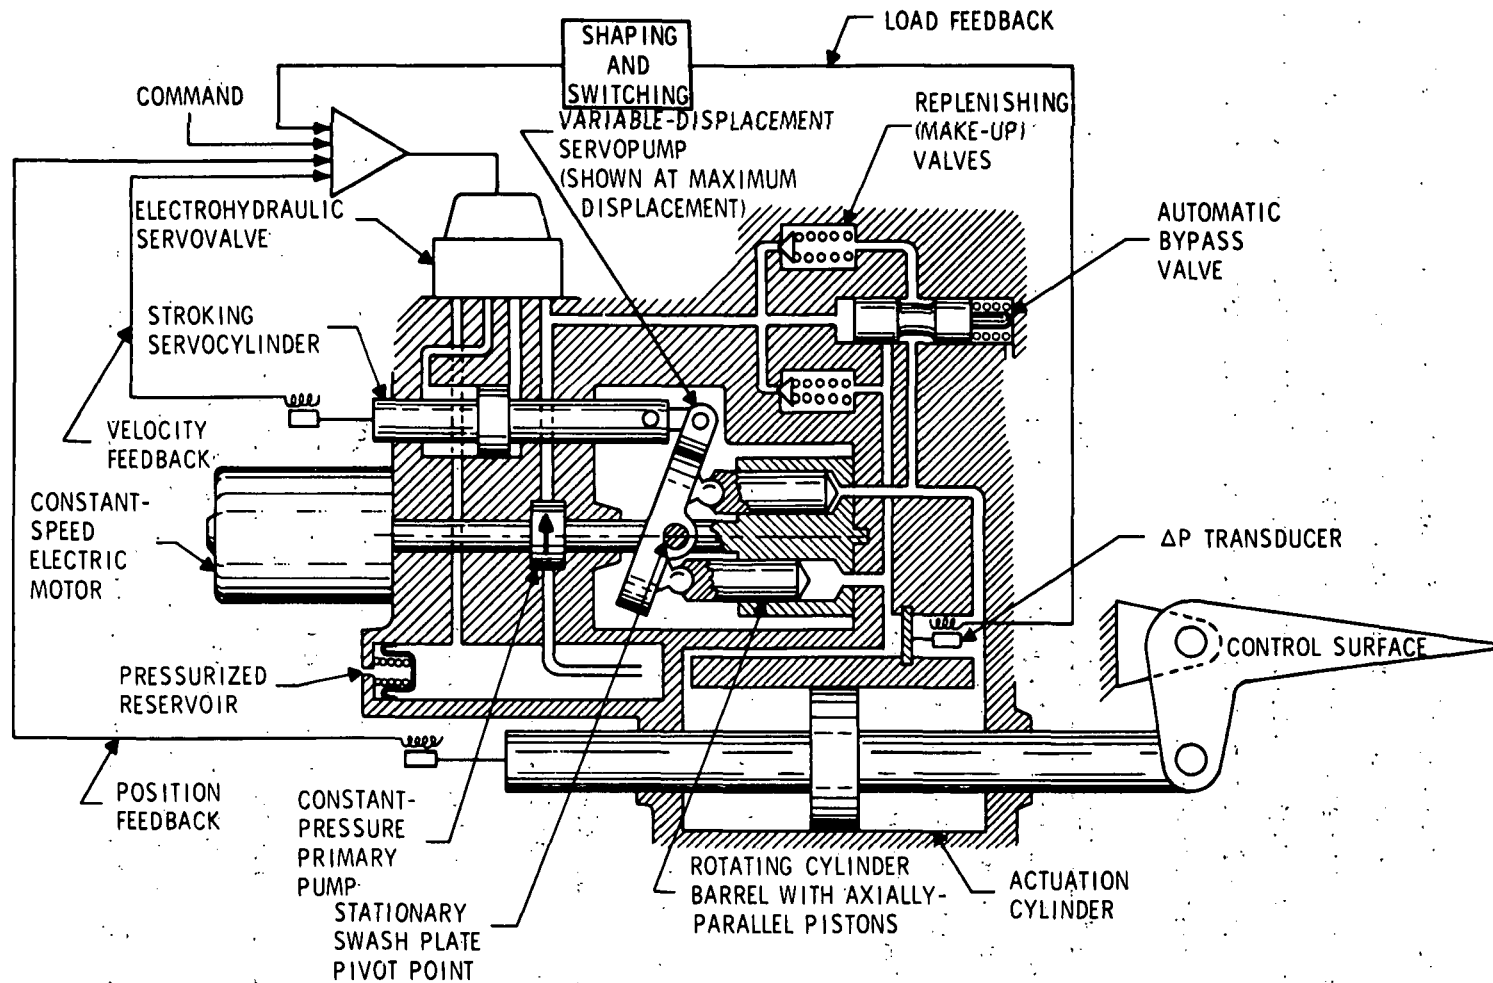 LOAD FEEDBACK
SHAPING
AND
SWITCHING
COMMAND
VARIABLE-DISPLACEMENT
SERVOPUMP
(SHOWN AT MAXIMUM
DISPLACEMENT)
REPLENISHING
(MAKE-UP)
VALVES
ELECTROHYDRAULIC
SERVOVALVE
AUTOMATIC
BYPASS
VALVE
STROKING
SERVOCYLINDER
VELOCITY
FEEDBACK
CONSTANT-
SPEED
ELECTRIC
MOTOR
ΔP TRANSDUCER
CONTROL SURFACE
PRESSURIZED
RESERVOIR
POSITION
FEEDBACK
CONSTANT-
PRESSURE
PRIMARY
PUMP
STATIONARY
SWASH PLATE
PIVOT POINT
ROTATING CYLINDER
BARREL WITH AXIALLY-
PARALLEL PISTONS
ACTUATION
CYLINDER